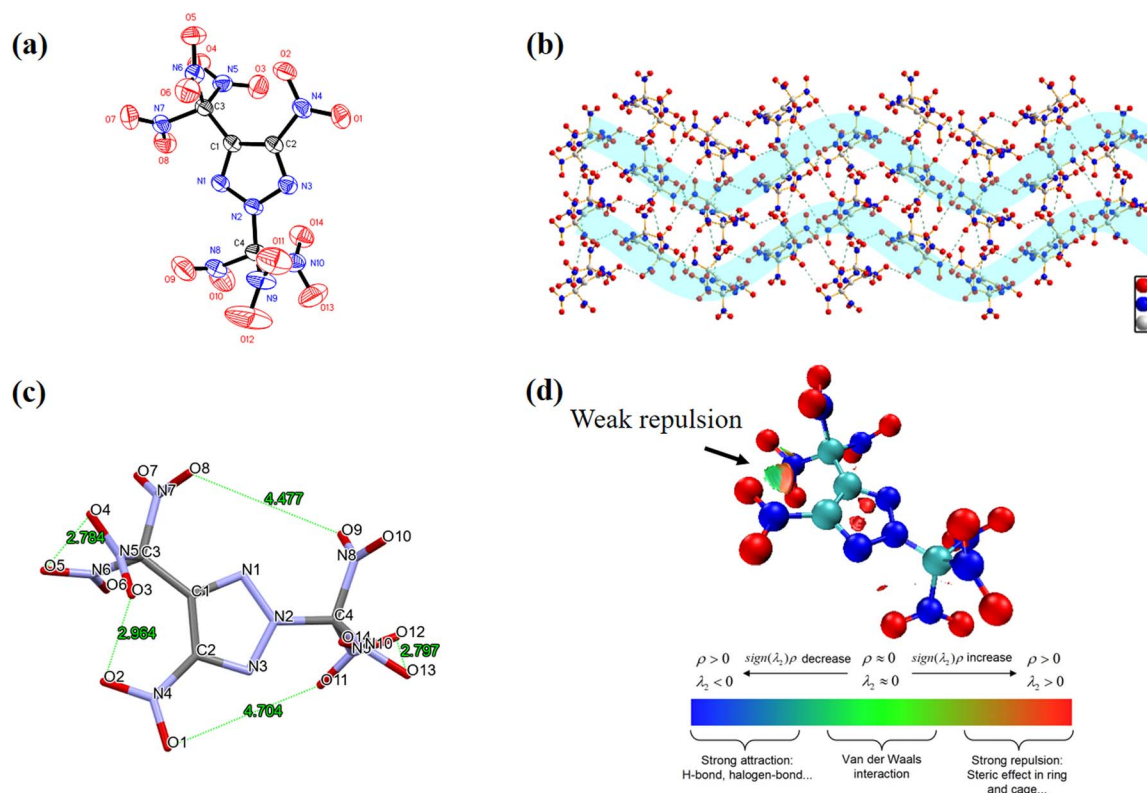 (a)
O5
O4
O2
N6
N5
O3
O6
C3
N4
O7
N7
O1
O8
C1
C2
N1
N3
N2
C4
O14
O11
N8
N10
O9
O10
N9
O13
O12
(b)
(c)
O7
O8
N7
4.477
O4
O9
2.784
N5
C3
O10
N8
O5
N6
O6
O3
N1
C1
N2
C4
2.964
O14
O12
N10
2.797
C2
N9
N3
O13
O2
N4
O11
4.704
O1
(d)
Weak repulsion
ρ > 0 sign(λ₂)ρ decrease ρ ≈ 0 sign(λ₂)ρ increase ρ > 0
λ₂ < 0 λ₂ ≈ 0 λ₂ > 0
Strong attraction: Van der Waals Strong repulsion:
H-bond, halogen-bond... interaction Steric effect in ring
and cage...